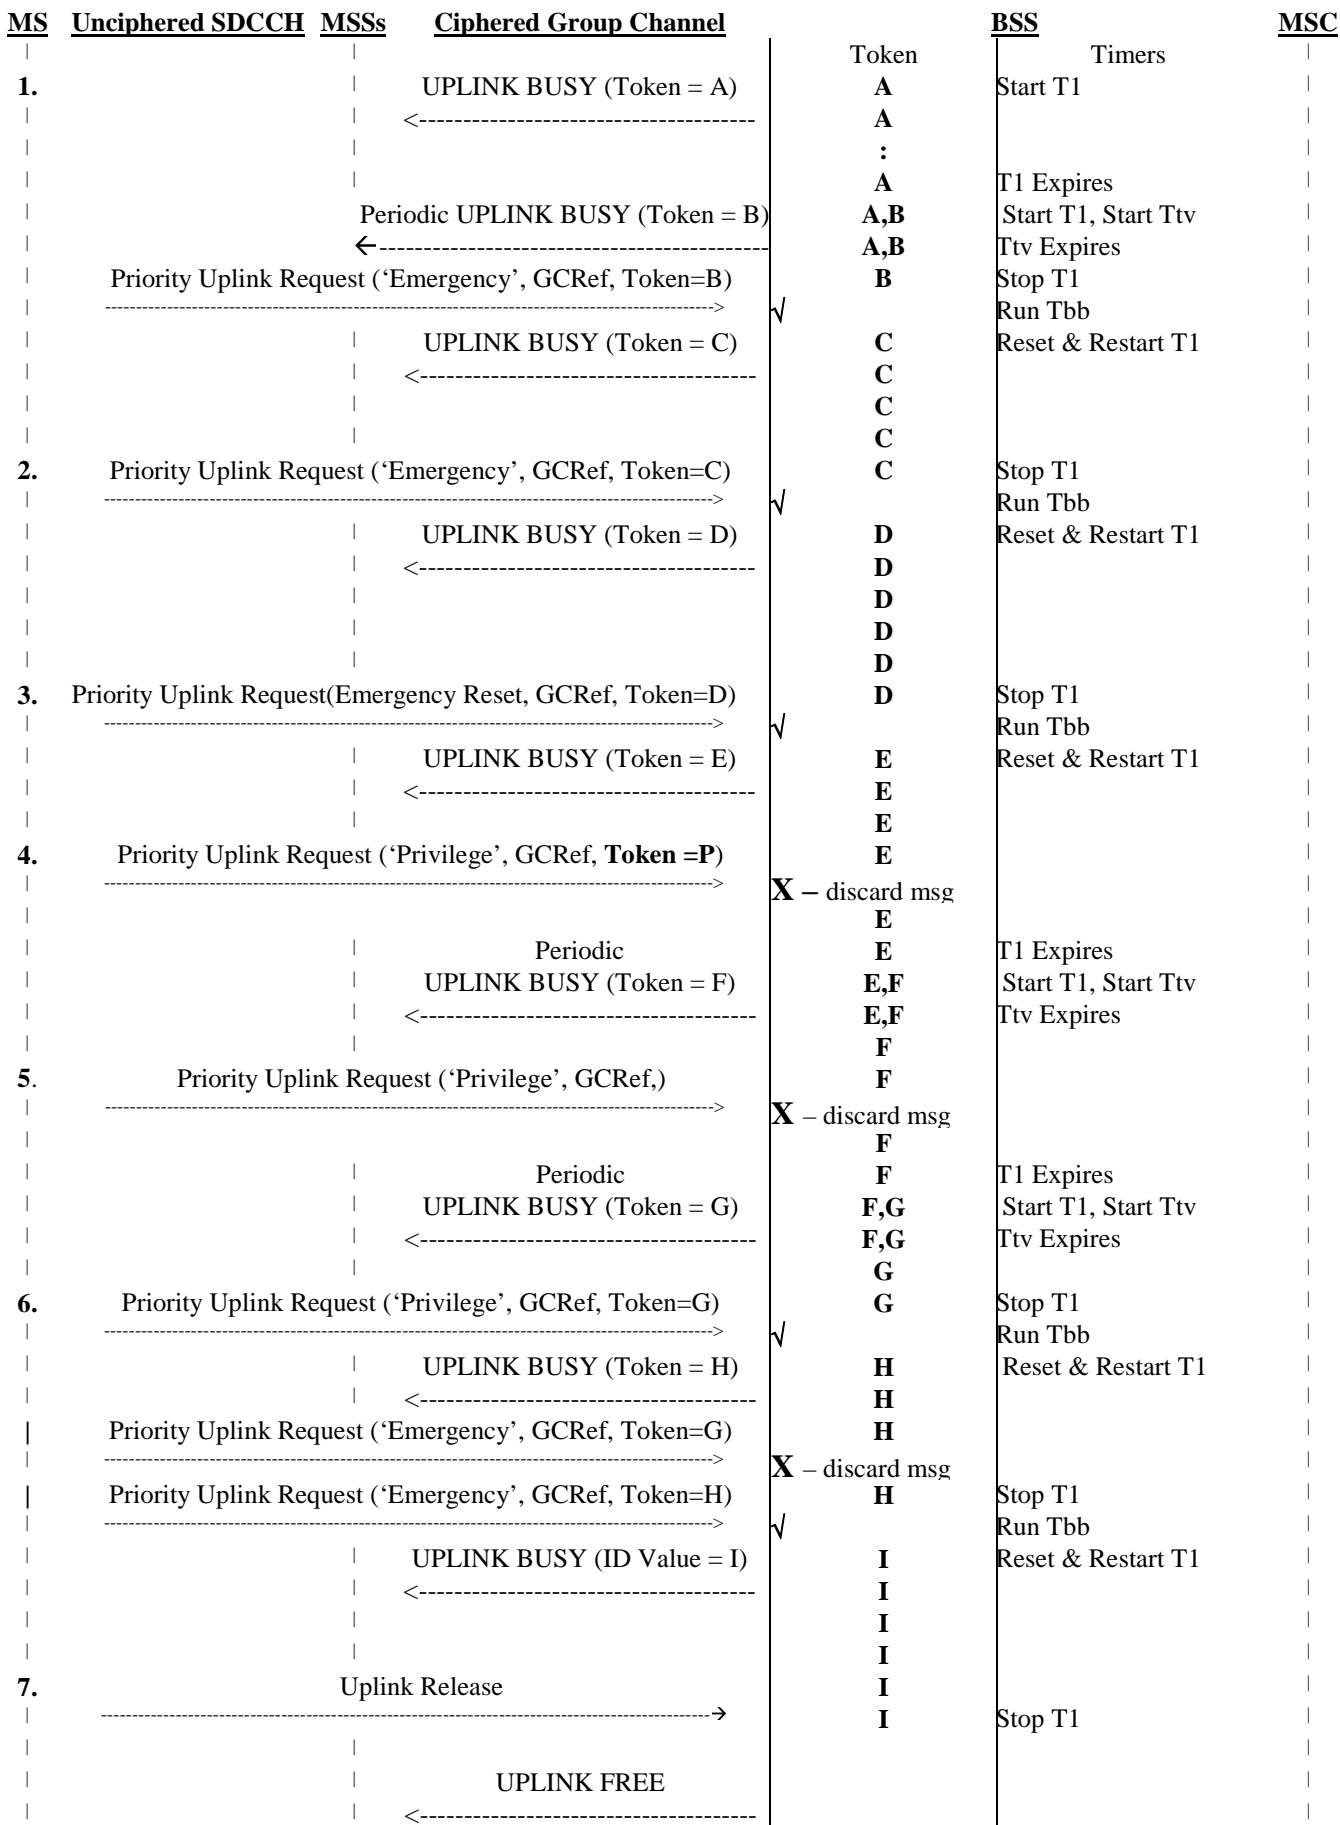 MS Unciphered SDCCH MSSs Ciphered Group Channel BSS MSC
Token Timers
1. UPLINK BUSY (Token = A) A Start T1
<-------------------------------------- A
:
A T1 Expires
Periodic UPLINK BUSY (Token = B) A,B Start T1, Start Ttv
←-------------------------------------------- A,B Ttv Expires
Priority Uplink Request (‘Emergency’, GCRef, Token=B) B Stop T1
---------------------------------------------------------------> √ Run Tbb
UPLINK BUSY (Token = C) C Reset & Restart T1
<-------------------------------------- C
C
C
2. Priority Uplink Request (‘Emergency’, GCRef, Token=C) C Stop T1
---------------------------------------------------------------> √ Run Tbb
UPLINK BUSY (Token = D) D Reset & Restart T1
<-------------------------------------- D
D
D
D
3. Priority Uplink Request(Emergency Reset, GCRef, Token=D) D Stop T1
---------------------------------------------------------------> √ Run Tbb
UPLINK BUSY (Token = E) E Reset & Restart T1
<-------------------------------------- E
E
4. Priority Uplink Request (‘Privilege’, GCRef, Token =P) E
---------------------------------------------------------------> X – discard msg
E
Periodic E T1 Expires
UPLINK BUSY (Token = F) E,F Start T1, Start Ttv
<-------------------------------------- E,F Ttv Expires
F
5. Priority Uplink Request (‘Privilege’, GCRef,) F
---------------------------------------------------------------> X – discard msg
F
Periodic F T1 Expires
UPLINK BUSY (Token = G) F,G Start T1, Start Ttv
<-------------------------------------- F,G Ttv Expires
G
6. Priority Uplink Request (‘Privilege’, GCRef, Token=G) G Stop T1
---------------------------------------------------------------> √ Run Tbb
UPLINK BUSY (Token = H) H Reset & Restart T1
<-------------------------------------- H
Priority Uplink Request (‘Emergency’, GCRef, Token=G) H
---------------------------------------------------------------> X – discard msg
Priority Uplink Request (‘Emergency’, GCRef, Token=H) H Stop T1
---------------------------------------------------------------> √ Run Tbb
UPLINK BUSY (ID Value = I) I Reset & Restart T1
<-------------------------------------- I
I
I
7. Uplink Release I
---------------------------------------------------------------→ I Stop T1
UPLINK FREE
<--------------------------------------